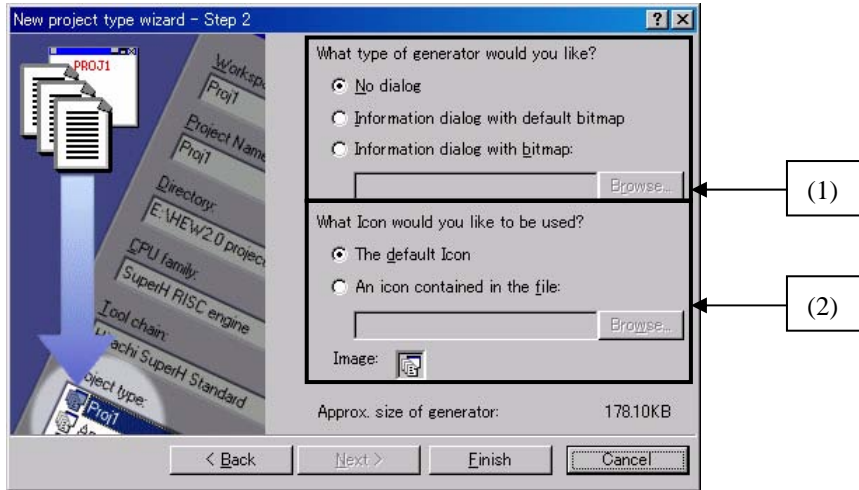 New project type wizard - Step 2
PROJ1
Workspa
Proj1
Project Name
Proj1
Directory:
E:\HEW2.0 project
CPU family:
SuperH RISC engine
Tool chain:
Hitachi SuperH Standard
Project type:
Proj1
What type of generator would you like?
No dialog
Information dialog with default bitmap
Information dialog with bitmap:
Browse...
(1)
What Icon would you like to be used?
The default Icon
An icon contained in the file:
Browse...
(2)
Image:
Approx. size of generator: 178.10KB
< Back Next > Finish Cancel